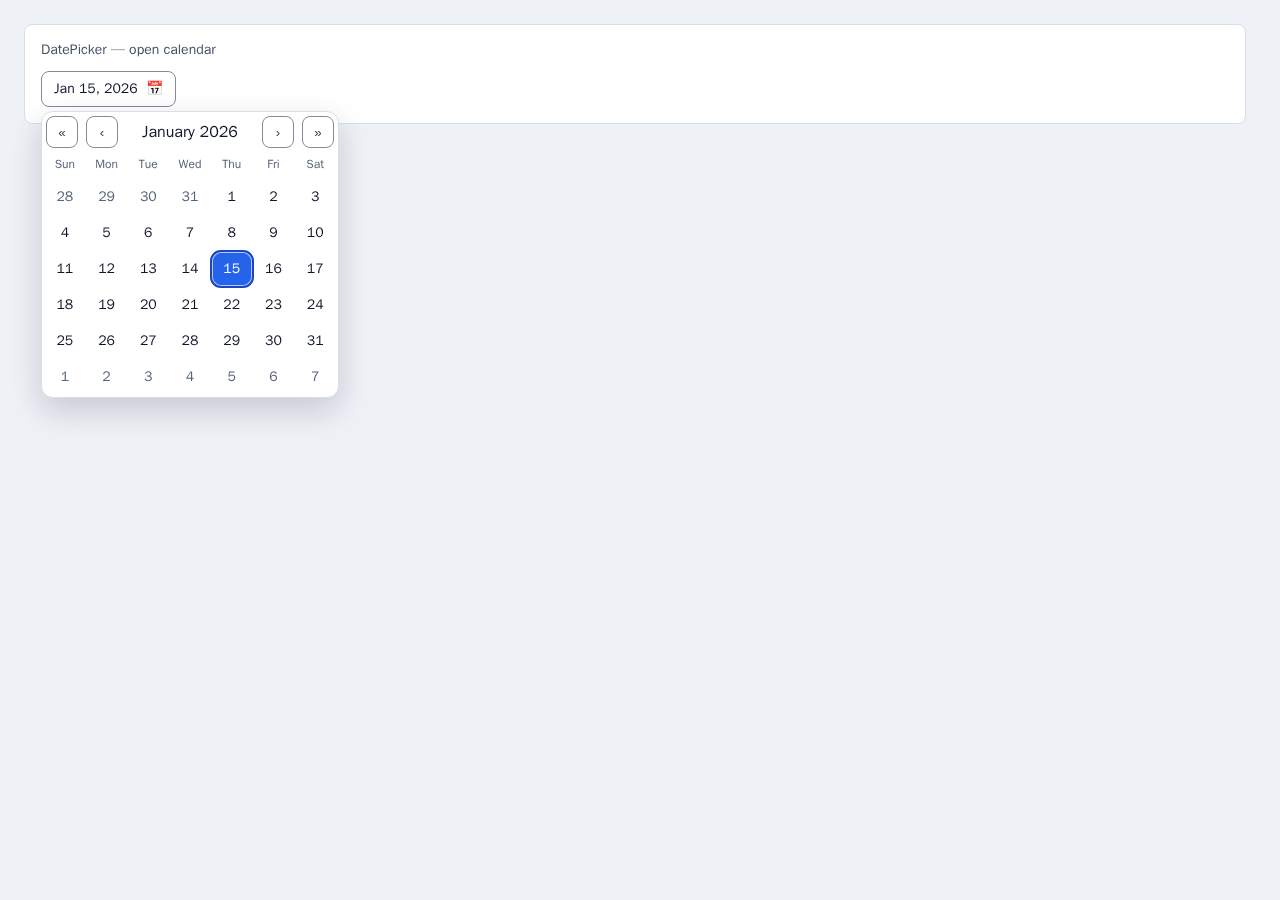 DatePicker — open calendar
Jan 15, 2026 📅
« ‹ January 2026 › »
Sun Mon Tue Wed Thu Fri Sat
28 29 30 31 1 2 3
4 5 6 7 8 9 10
11 12 13 14 15 16 17
18 19 20 21 22 23 24
25 26 27 28 29 30 31
1 2 3 4 5 6 7